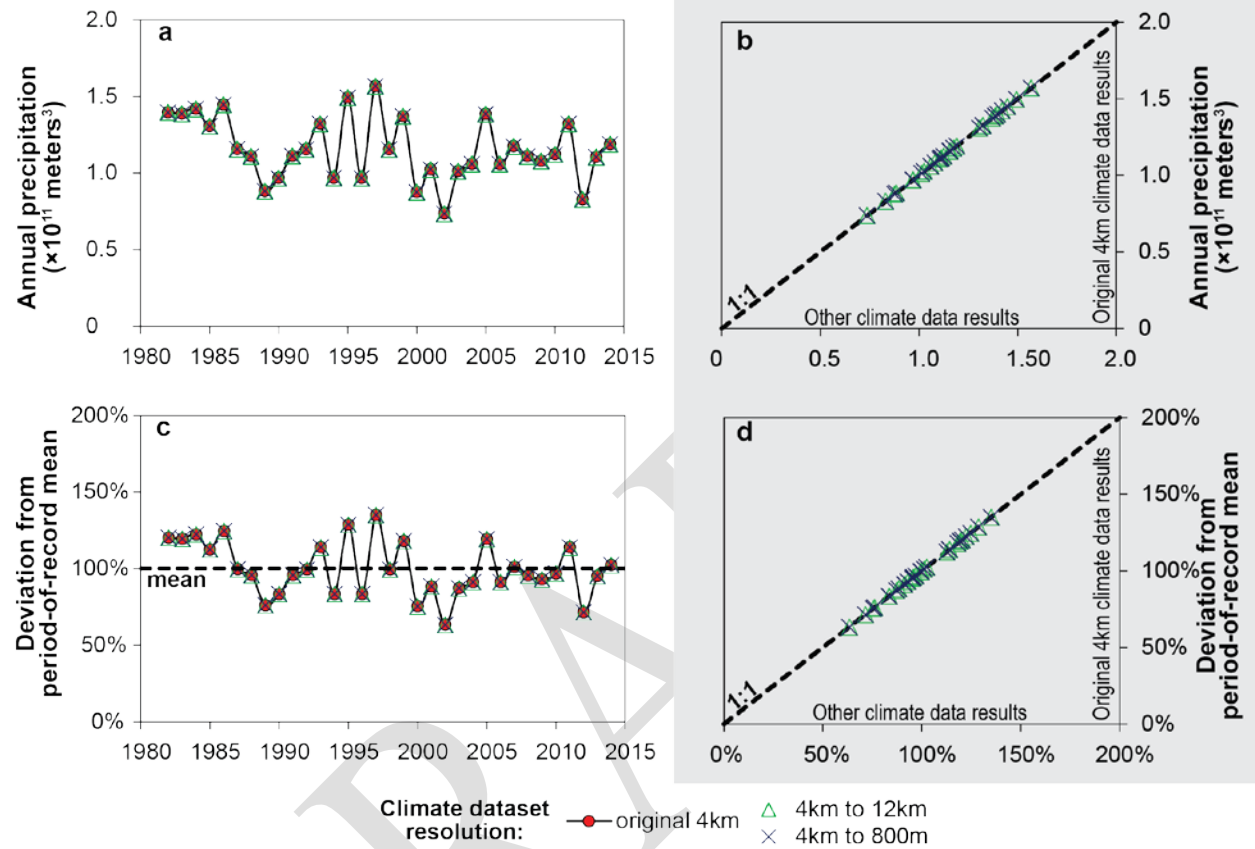 a
Annual precipitation
(×10¹¹ meters³)
2.0
1.5
1.0
0.5
0
1980 1985 1990 1995 2000 2005 2010 2015
b
1:1
Other climate data results
Original 4km climate data results
2.0
1.5
1.0
0.5
0
Annual precipitation
(×10¹¹ meters³)
0 0.5 1.0 1.50 2.0
c
Deviation from
period-of-record mean
200%
150%
100%
50%
0%
mean
1980 1985 1990 1995 2000 2005 2010 2015
d
1:1
Other climate data results
Original 4km climate data results
200%
150%
100%
50%
0%
Deviation from
period-of-record mean
0% 50% 100% 150% 200%
Climate dataset
resolution:
original 4km
4km to 12km
4km to 800m